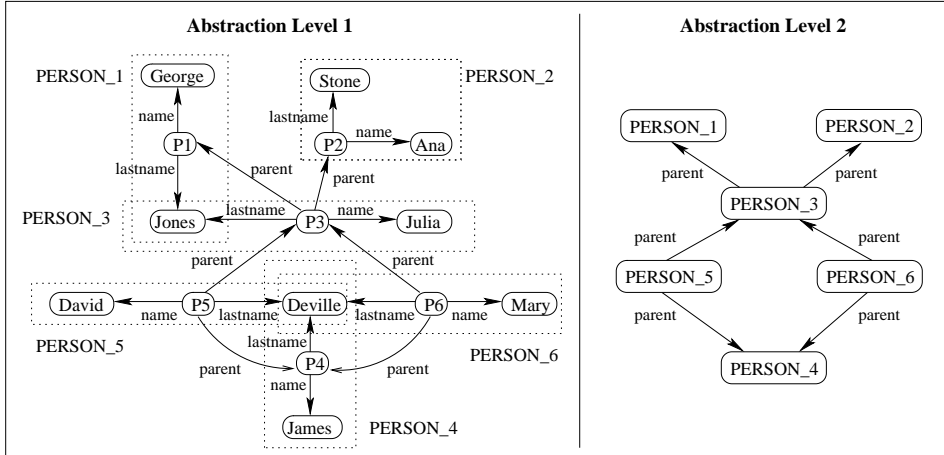 Abstraction Level 1
Abstraction Level 2
PERSON_1
George
Stone
PERSON_2
name
lastname
name
P1
P2
Ana
PERSON_1
PERSON_2
lastname
parent
parent
parent
parent
PERSON_3
Jones
lastname
P3
name
Julia
PERSON_3
parent
parent
parent
parent
David
P5
Deville
P6
Mary
PERSON_5
PERSON_6
name
lastname
lastname
name
PERSON_5
lastname
PERSON_6
parent
P4
parent
parent
parent
name
PERSON_4
James
PERSON_4